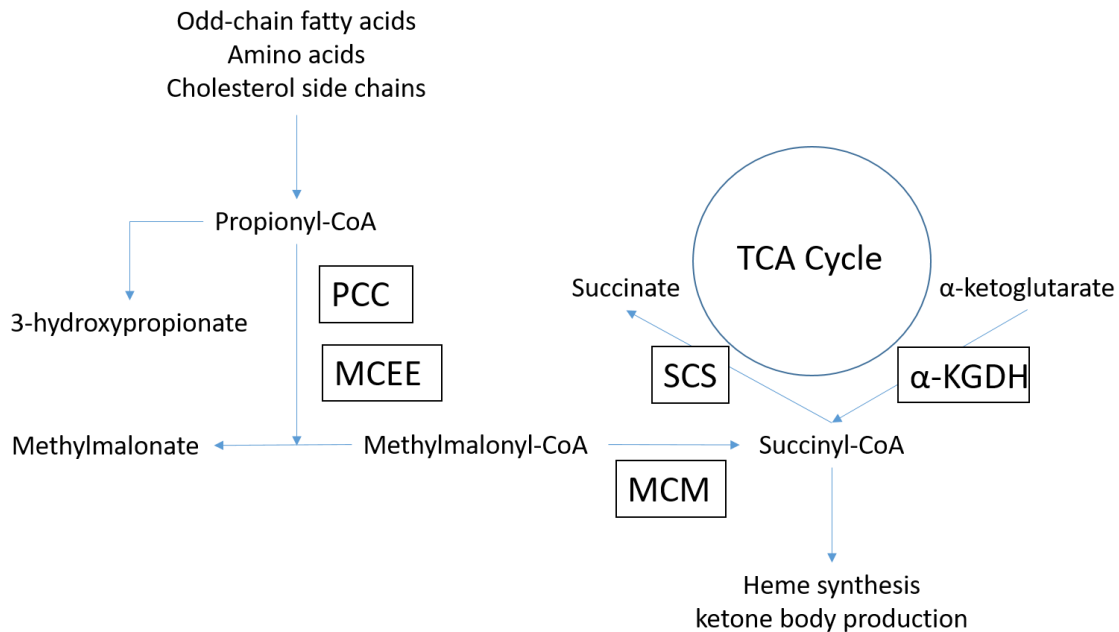 Odd-chain fatty acids
Amino acids
Cholesterol side chains
Propionyl-CoA
3-hydroxypropionate
PCC
MCEE
Methylmalonate
Methylmalonyl-CoA
MCM
TCA Cycle
Succinate
α-ketoglutarate
SCS
α-KGDH
Succinyl-CoA
Heme synthesis
ketone body production